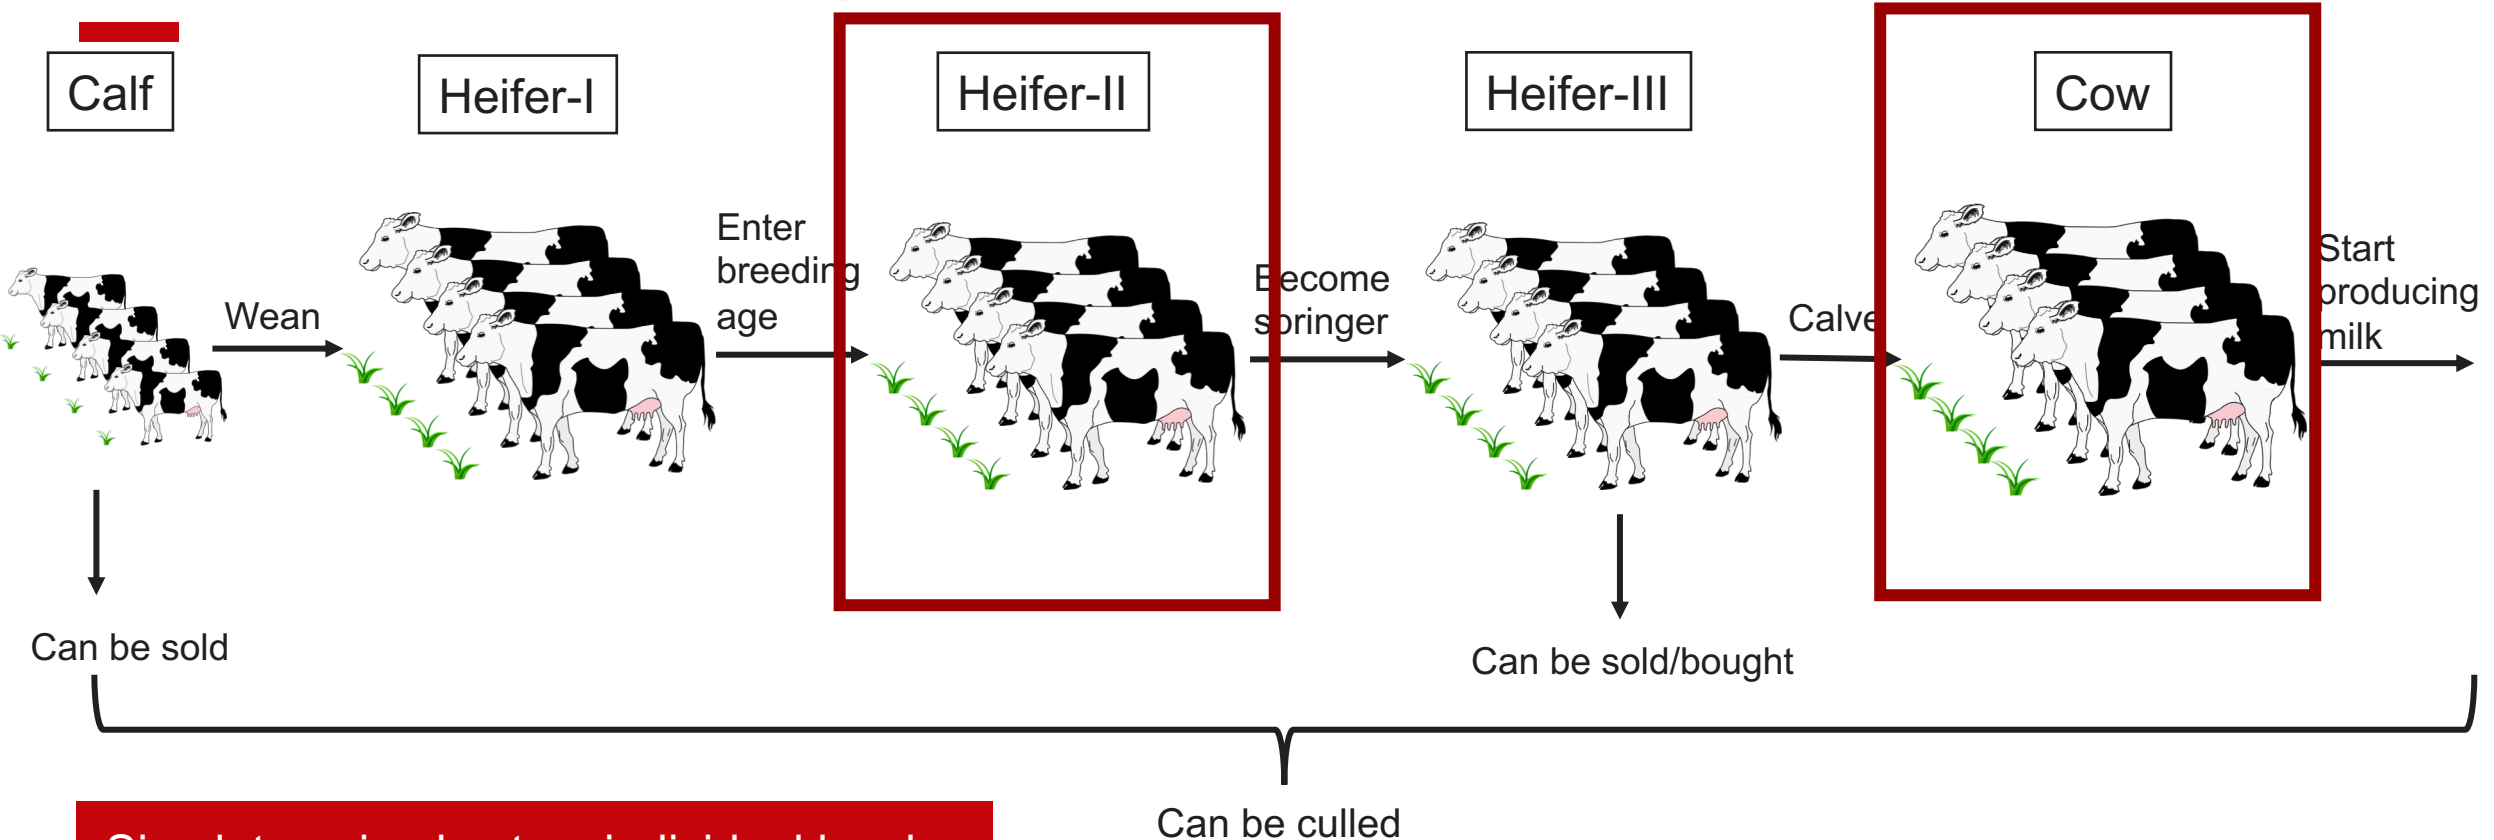 Calf
Heifer-I
Heifer-II
Heifer-III
Cow
Wean
Enter
breeding
age
Become
springer
Calve
Start
producing
milk
Can be sold
Can be sold/bought
Can be culled